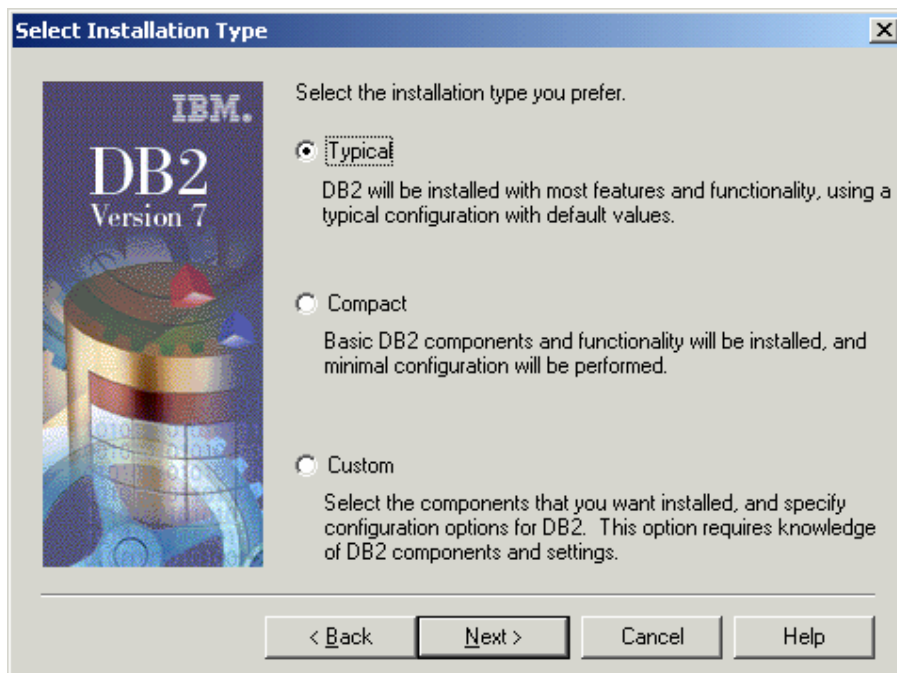 Select Installation Type
IBM.
DB2
Version 7
Select the installation type you prefer.
Typical
DB2 will be installed with most features and functionality, using a
typical configuration with default values.
Compact
Basic DB2 components and functionality will be installed, and
minimal configuration will be performed.
Custom
Select the components that you want installed, and specify
configuration options for DB2.  This option requires knowledge
of DB2 components and settings.
< Back
Next >
Cancel
Help